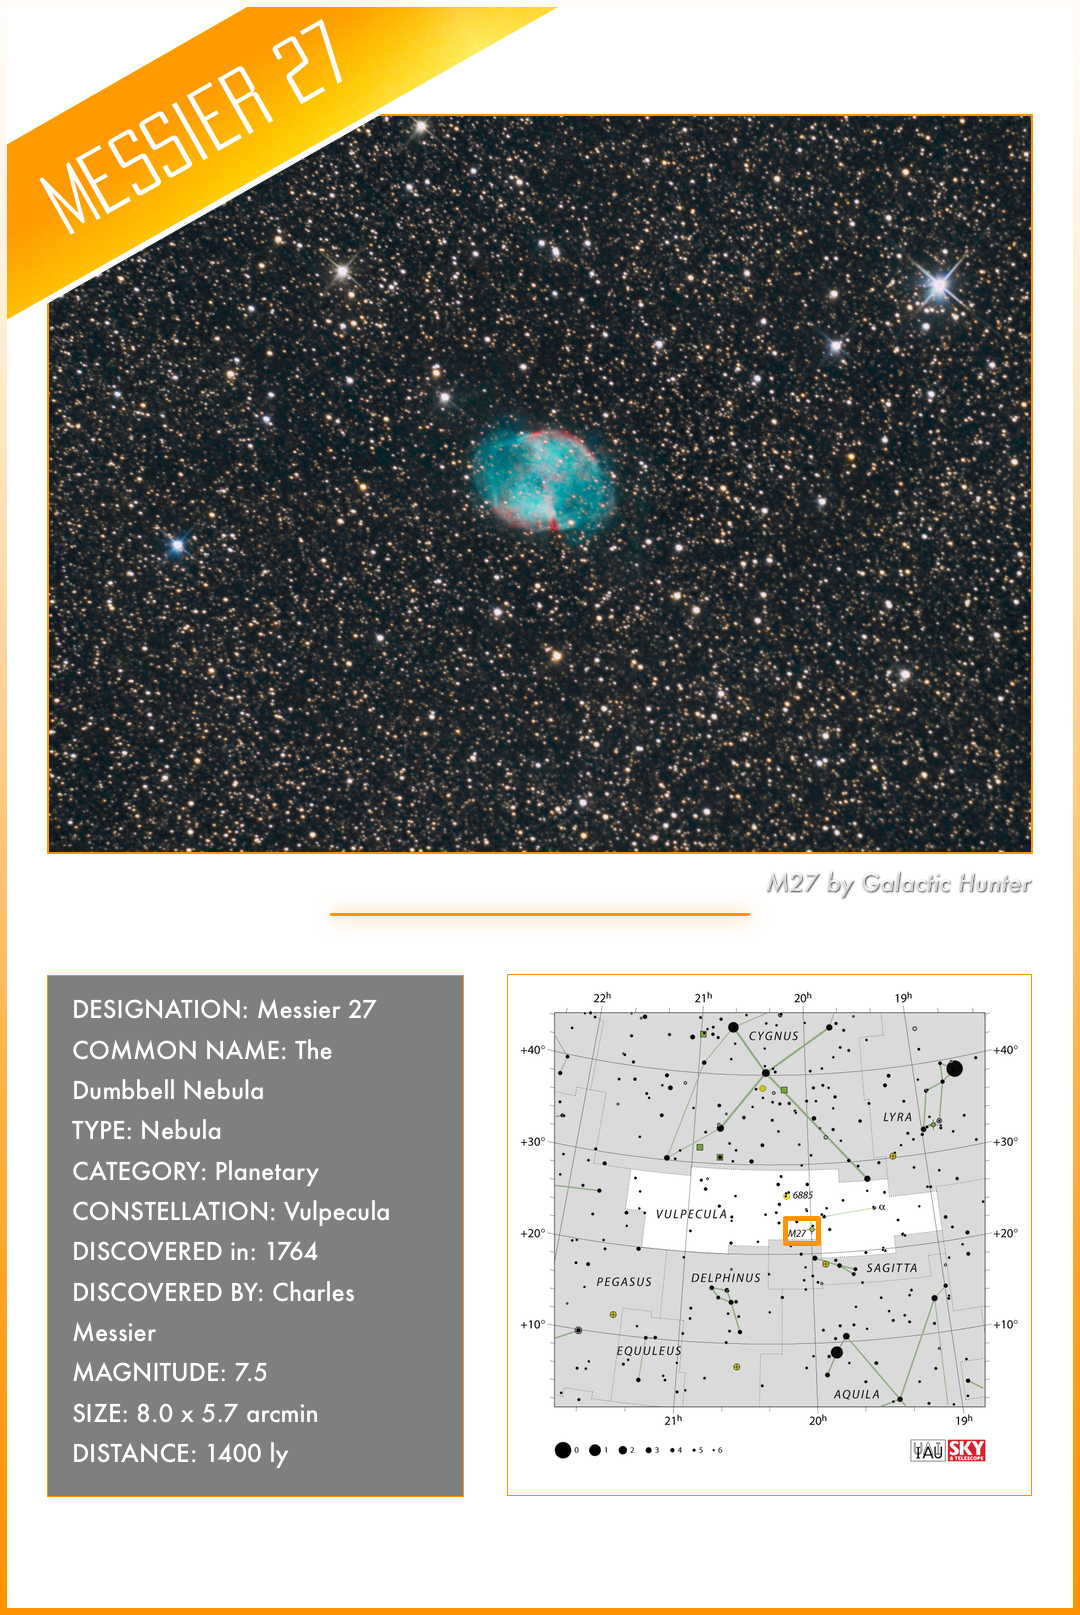 MESSIER 27
M27 by Galactic Hunter
DESIGNATION: Messier 27
COMMON NAME: The
Dumbbell Nebula
TYPE: Nebula
CATEGORY: Planetary
CONSTELLATION: Vulpecula
DISCOVERED in: 1764
DISCOVERED BY: Charles
Messier
MAGNITUDE: 7.5
SIZE: 8.0 x 5.7 arcmin
DISTANCE: 1400 ly
22h 21h 20h 19h
CYGNUS
+40° +40°
LYRA
+30° +30°
6885
α
VULPECULA
M27
+20° +20°
SAGITTA
PEGASUS DELPHINUS
+10° +10°
EQUULEUS
AQUILA
21h 20h 19h
0 1 2 3 4 5 6
IAU SKY
& TELESCOPE